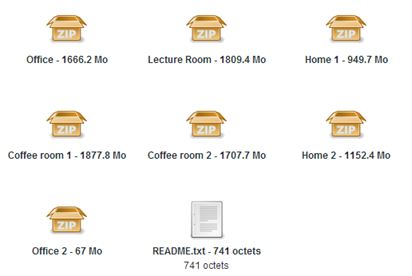 ZIP ZIP ZIP
Office - 1666.2 Mo Lecture Room - 1809.4 Mo Home 1 - 949.7 Mo
ZIP ZIP ZIP
Coffee room 1 - 1877.8 Mo Coffee room 2 - 1707.7 Mo Home 2 - 1152.4 Mo
ZIP
Office 2 - 67 Mo README.txt - 741 octets
741 octets